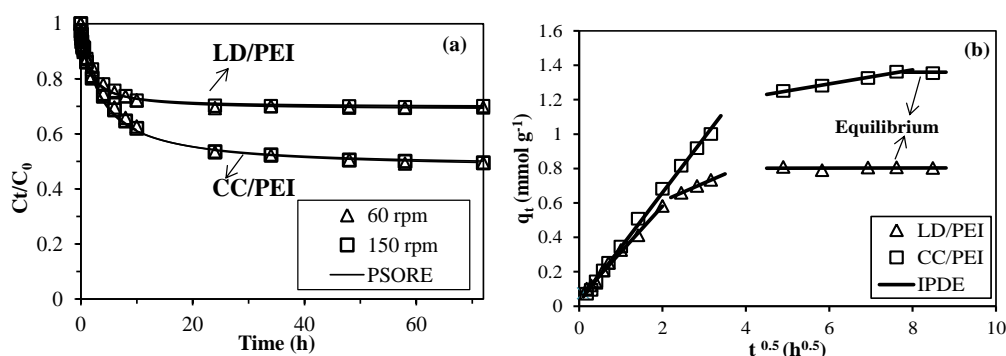 (a)
LD/PEI
CC/PEI
60 rpm
150 rpm
PSORE
Ct/C0
1
0.8
0.6
0.4
0.2
0
0
20
40
60
Time (h)
(b)
Equilibrium
LD/PEI
CC/PEI
IPDE
qt (mmol g-1)
1.6
1.4
1.2
1
0.8
0.6
0.4
0.2
0
0
2
4
6
8
10
t 0.5 (h0.5)